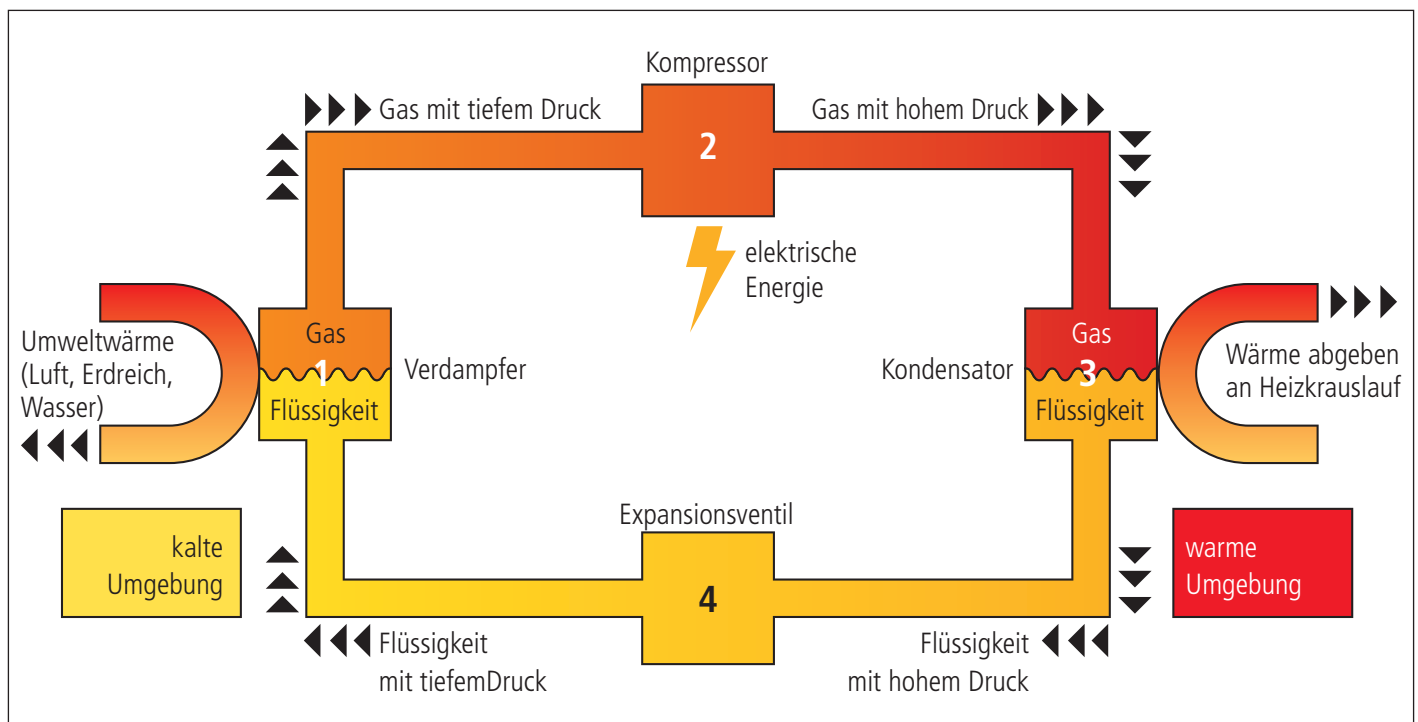 Kompressor
Gas mit tiefem Druck
Gas mit hohem Druck
2
elektrische
Energie
Umweltwärme
(Luft, Erdreich,
Wasser)
Gas
1
Flüssigkeit
Verdampfer
Kondensator
Gas
3
Flüssigkeit
Wärme abgeben
an Heizkrauslauf
kalte
Umgebung
Expansionsventil
4
warme
Umgebung
Flüssigkeit
mit tiefemDruck
Flüssigkeit
mit hohem Druck